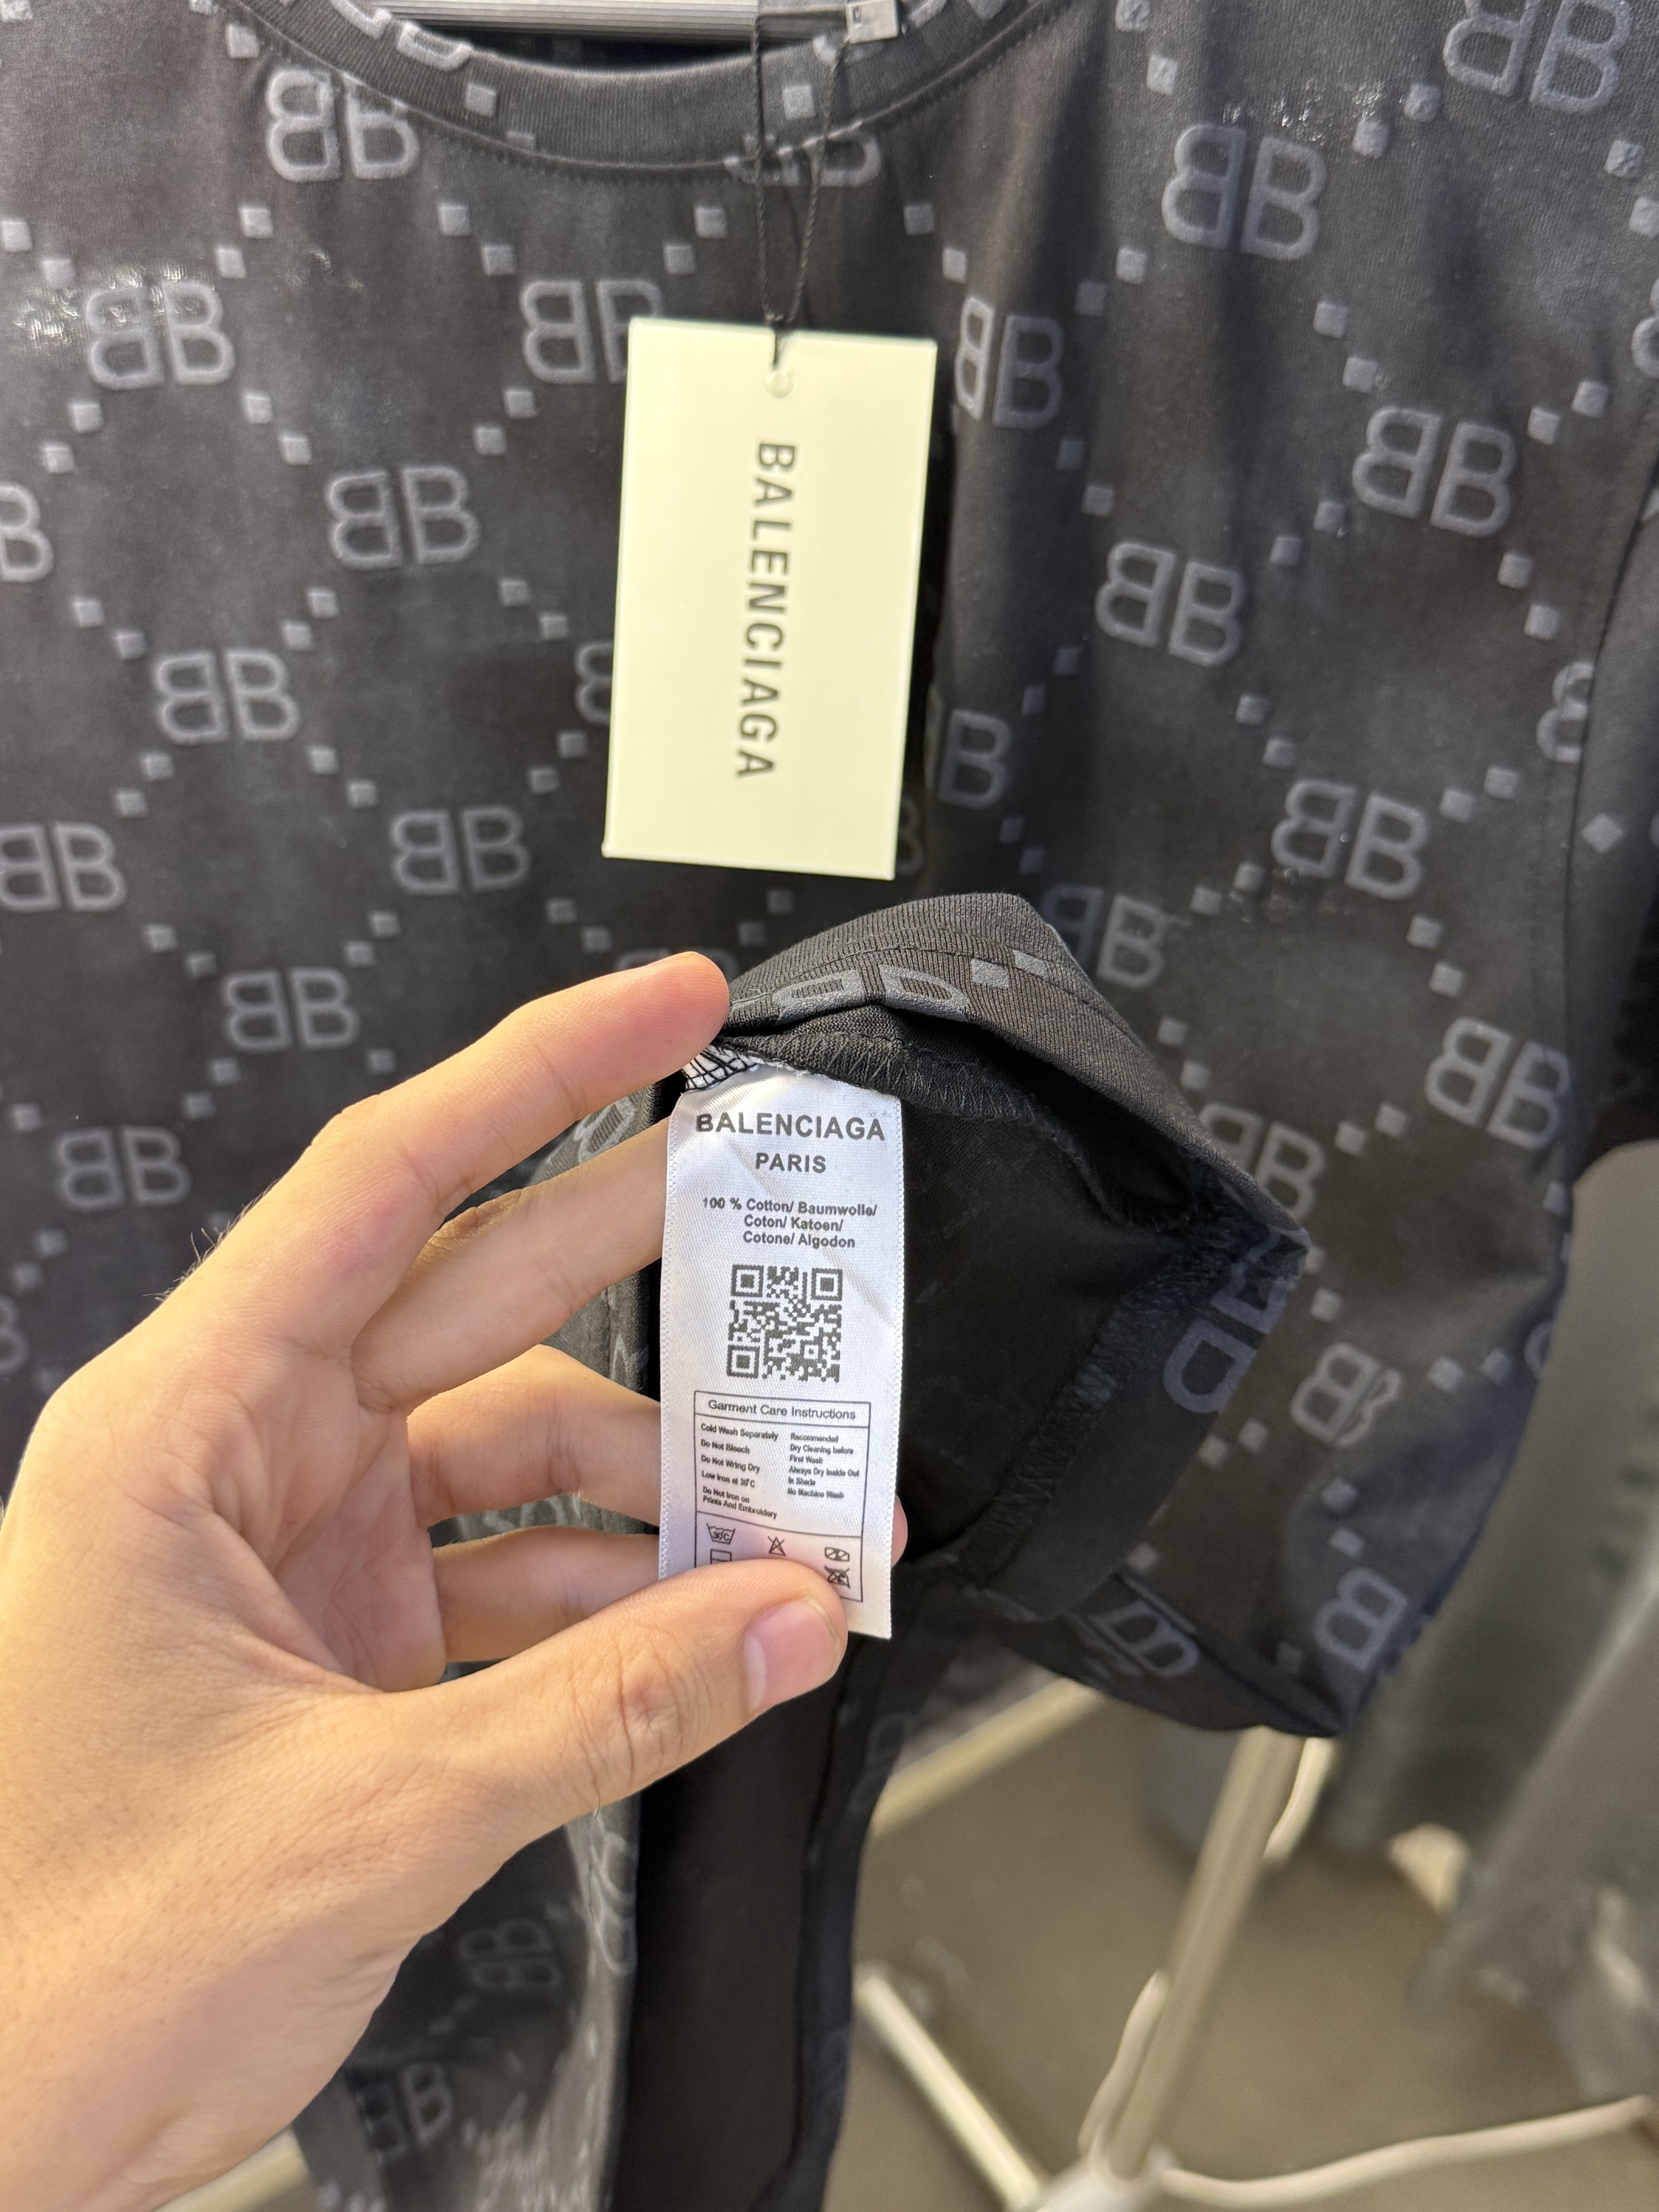 BALENCIAGA
BALENCIAGA
PARIS
100 % Cotton/ Baumwolle/
Coton/ Katoen/
Cotone/ Algodon
Garment Care Instructions
Cold Wash Separately
Do Not Bleach
Do Not Wring Dry
Low Iron at 30°C
Do Not Iron on
Prints And Embroidery
Recommended
Dry Cleaning before
First Wash
Always Dry Inside Out
In Shade
No Machine Wash
30°C